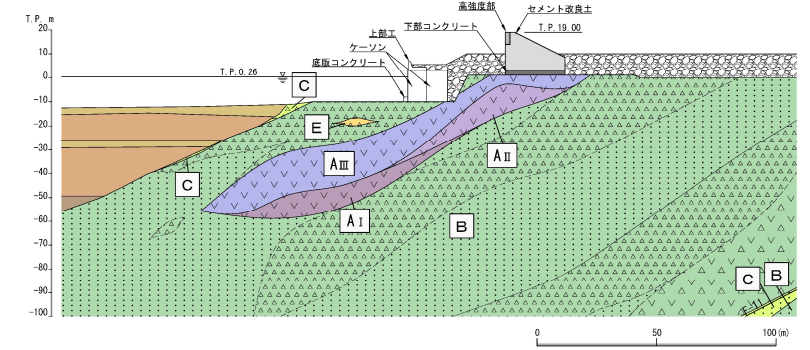 高強度部
セメント改良土
T.P. m
下部コンクリート
T.P.19.00
20
上部工
ケーソン
10
底版コンクリート
T.P.0.26
0
C
-10
-20
E
-30
AⅢ
AⅡ
-40
C
-50
AⅠ
B
-60
-70
-80
C
B
-90
-100
0
50
100(m)